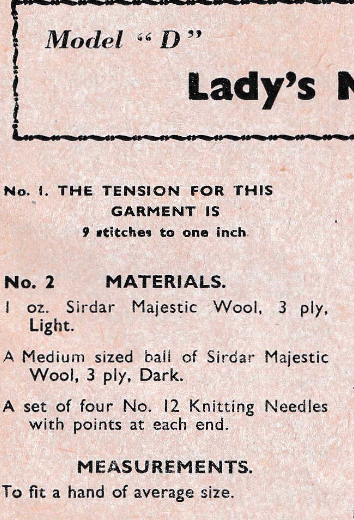 Model “ D ”
Lady's N
No. 1. THE TENSION FOR THIS
GARMENT IS
9 stitches to one inch
No. 2 MATERIALS.
1 oz. Sirdar Majestic Wool, 3 ply,
Light.
A Medium sized ball of Sirdar Majestic
Wool, 3 ply, Dark.
A set of four No. 12 Knitting Needles
with points at each end.
MEASUREMENTS.
To fit a hand of average size.